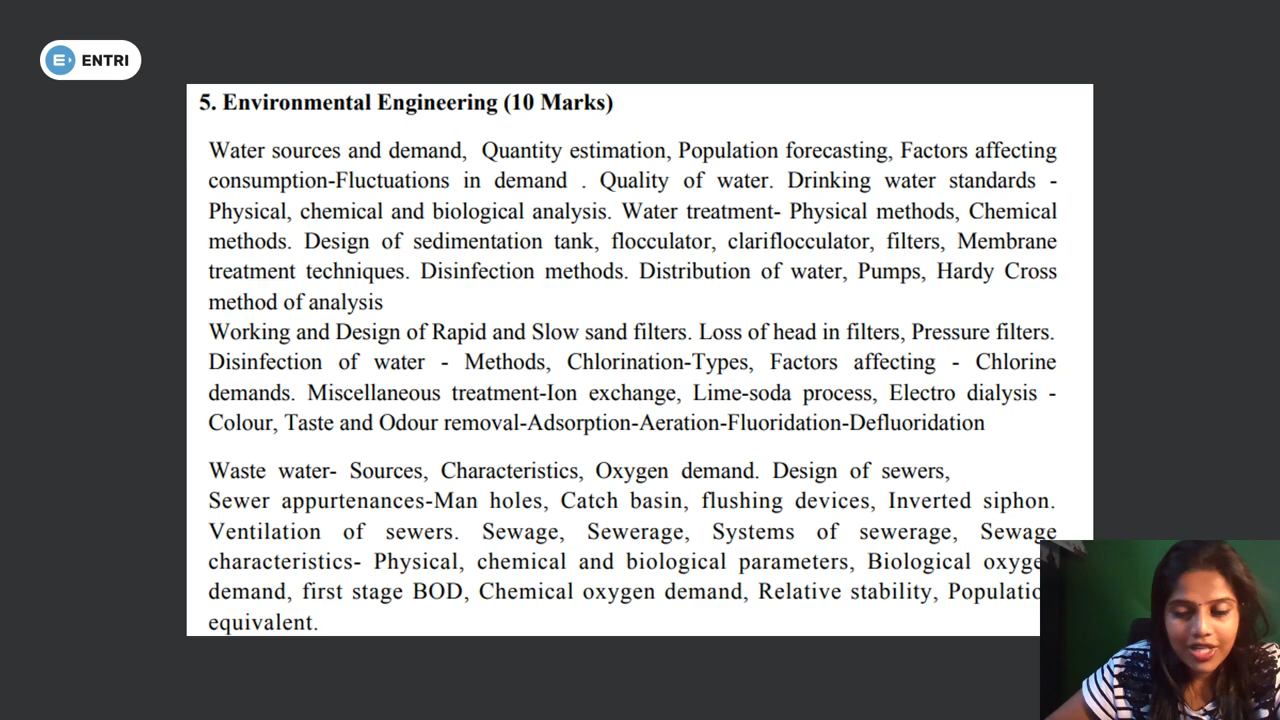 ENTRI
5. Environmental Engineering (10 Marks)
Water sources and demand, Quantity estimation, Population forecasting, Factors affecting
consumption-Fluctuations in demand . Quality of water. Drinking water standards -
Physical, chemical and biological analysis. Water treatment- Physical methods, Chemical
methods. Design of sedimentation tank, flocculator, clariflocculator, filters, Membrane
treatment techniques. Disinfection methods. Distribution of water, Pumps, Hardy Cross
method of analysis
Working and Design of Rapid and Slow sand filters. Loss of head in filters, Pressure filters.
Disinfection of water - Methods, Chlorination-Types, Factors affecting - Chlorine
demands. Miscellaneous treatment-Ion exchange, Lime-soda process, Electro dialysis -
Colour, Taste and Odour removal-Adsorption-Aeration-Fluoridation-Defluoridation
Waste water- Sources, Characteristics, Oxygen demand. Design of sewers,
Sewer appurtenances-Man holes, Catch basin, flushing devices, Inverted siphon.
Ventilation of sewers. Sewage, Sewerage, Systems of sewerage, Sewage
characteristics- Physical, chemical and biological parameters, Biological oxyge
demand, first stage BOD, Chemical oxygen demand, Relative stability, Populatio
equivalent.